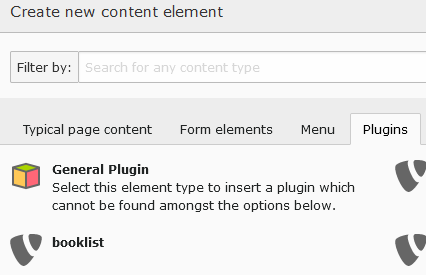 Create new content element
Filter by: Search for any content type
Typical page content Form elements Menu Plugins
General Plugin
Select this element type to insert a plugin which
cannot be found amongst the options below.
booklist